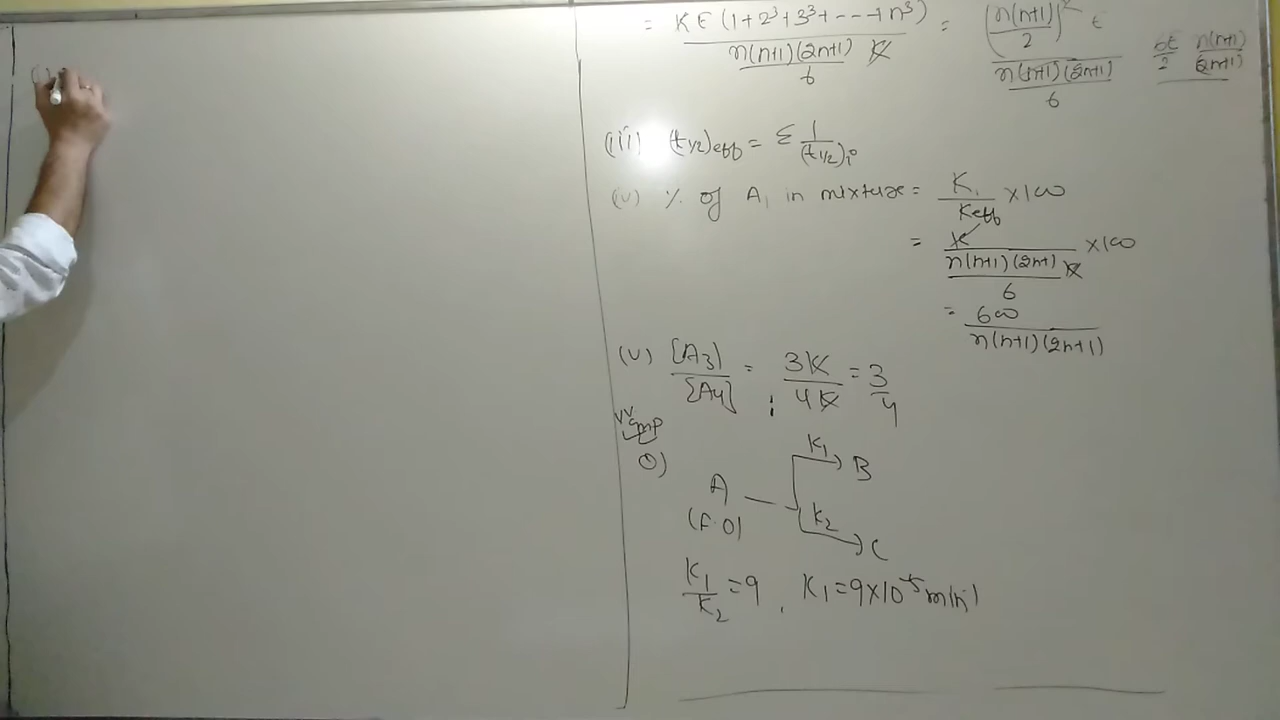 (i
= K E (1 + 2³ + 3³ + --- + n³) / (n(n+1)(2n+1)/6 K) = (n(n+1)/2)² E / (n(n+1)(2n+1)/6)
n(n+1) / (2n+1)
(iii) (t1/2)eff = Σ 1/(t1/2)i
(v) % of A1 in mixture = K1/Keff × 100
= K / (n(n+1)(2n+1)/6 K) × 100
= 600 / n(n+1)(2n+1)
(v) [A3]/[A4] = 3K/4K = 3/4
VV Imp
Q)
A (F.O) → K1 → B
→ K2 → C
K1/K2 = 9, K1 = 9×10⁻⁵ min⁻¹